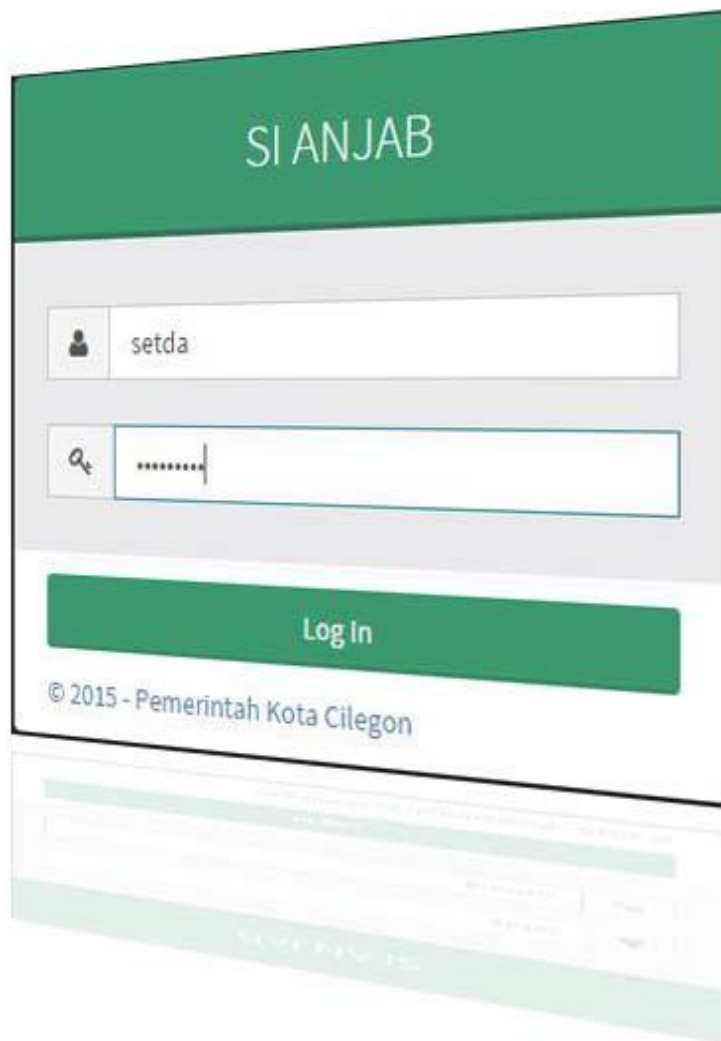 SI ANJAB
setda
•••••••••
Log In
© 2015 - Pemerintah Kota Cilegon